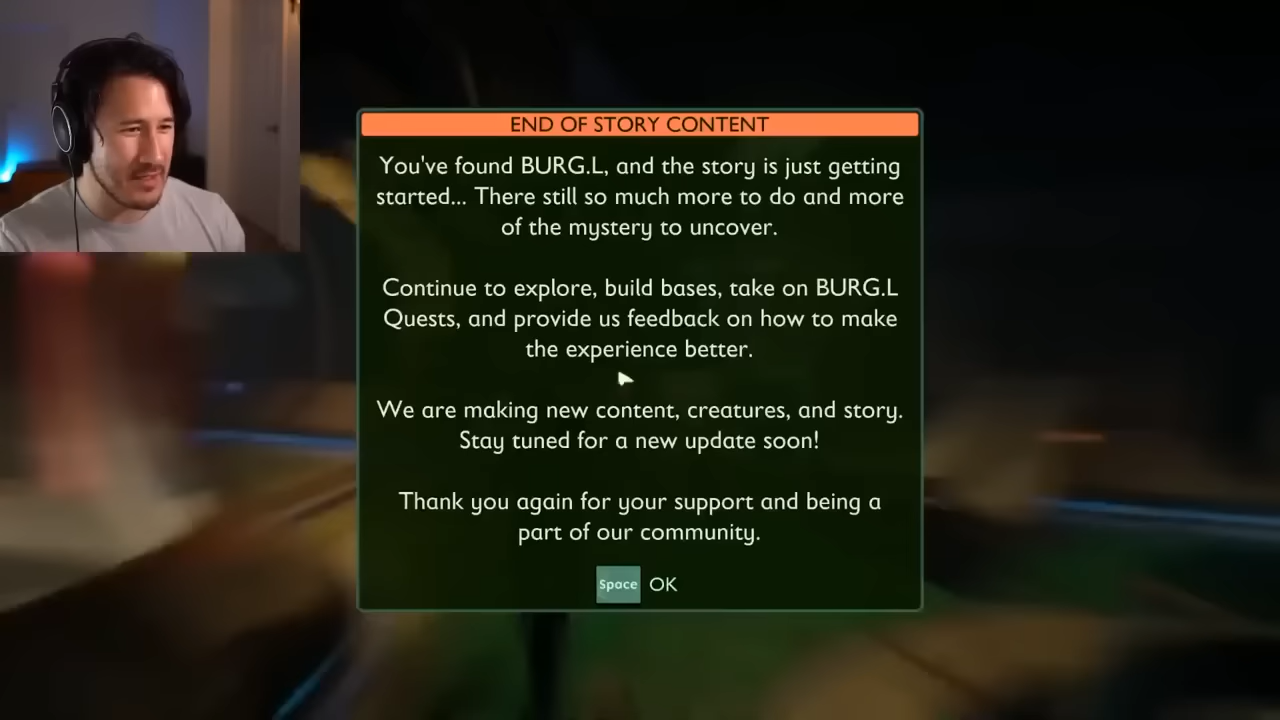 END OF STORY CONTENT
You've found BURG.L, and the story is just getting
started... There still so much more to do and more
of the mystery to uncover.
Continue to explore, build bases, take on BURG.L
Quests, and provide us feedback on how to make
the experience better.
We are making new content, creatures, and story.
Stay tuned for a new update soon!
Thank you again for your support and being a
part of our community.
Space OK